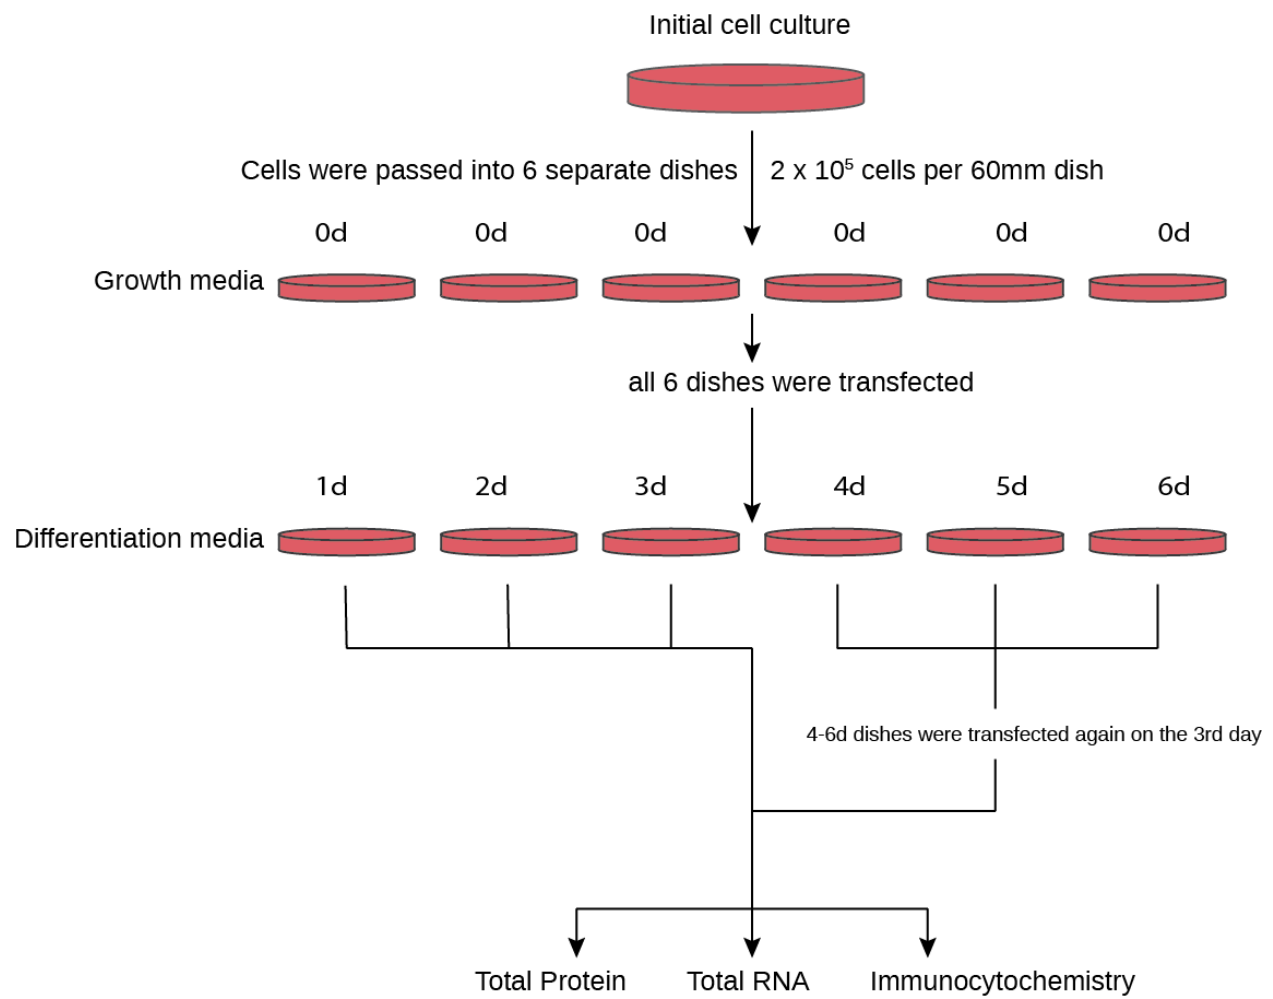 Initial cell culture
Cells were passed into 6 separate dishes 2 x 10⁵ cells per 60mm dish
0d 0d 0d 0d 0d 0d
Growth media
all 6 dishes were transfected
1d 2d 3d 4d 5d 6d
Differentiation media
4-6d dishes were transfected again on the 3rd day
Total Protein Total RNA Immunocytochemistry